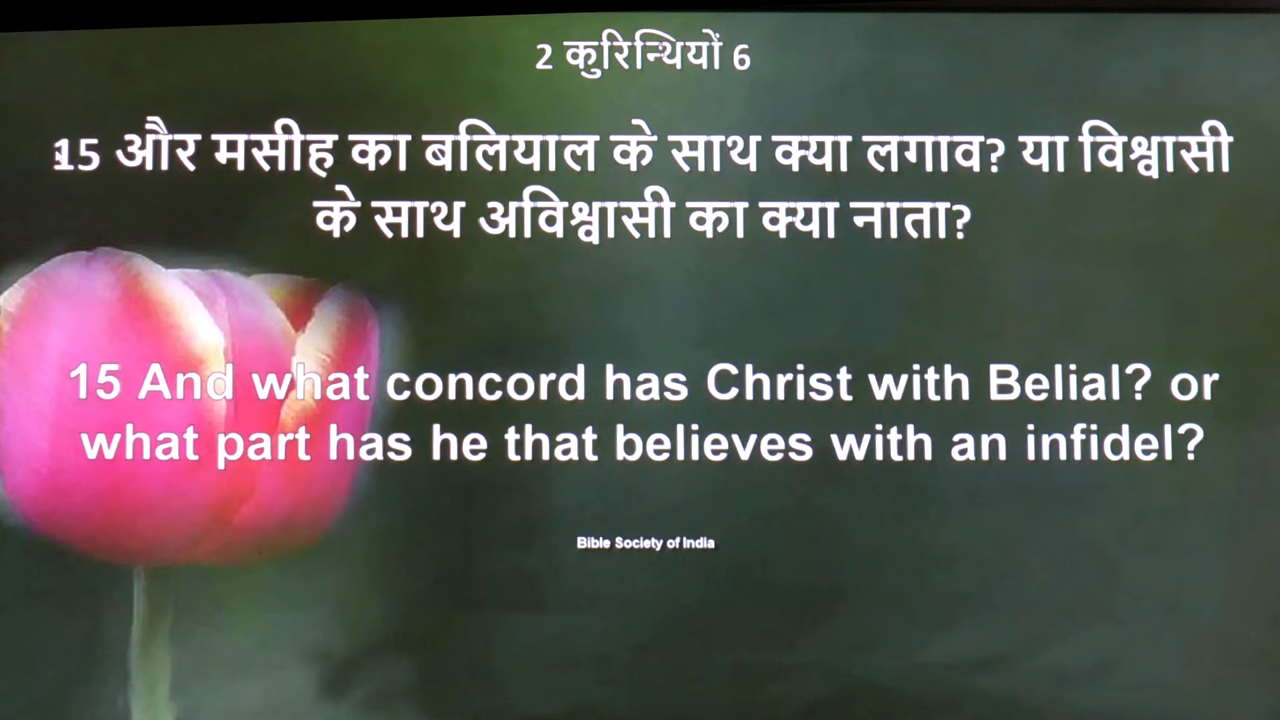 2 कुरिन्थियों 6
15 और मसीह का बलियाल के साथ क्या लगाव? या विश्वासी
के साथ अविश्वासी का क्या नाता?
15 And what concord has Christ with Belial? or
what part has he that believes with an infidel?
Bible Society of India